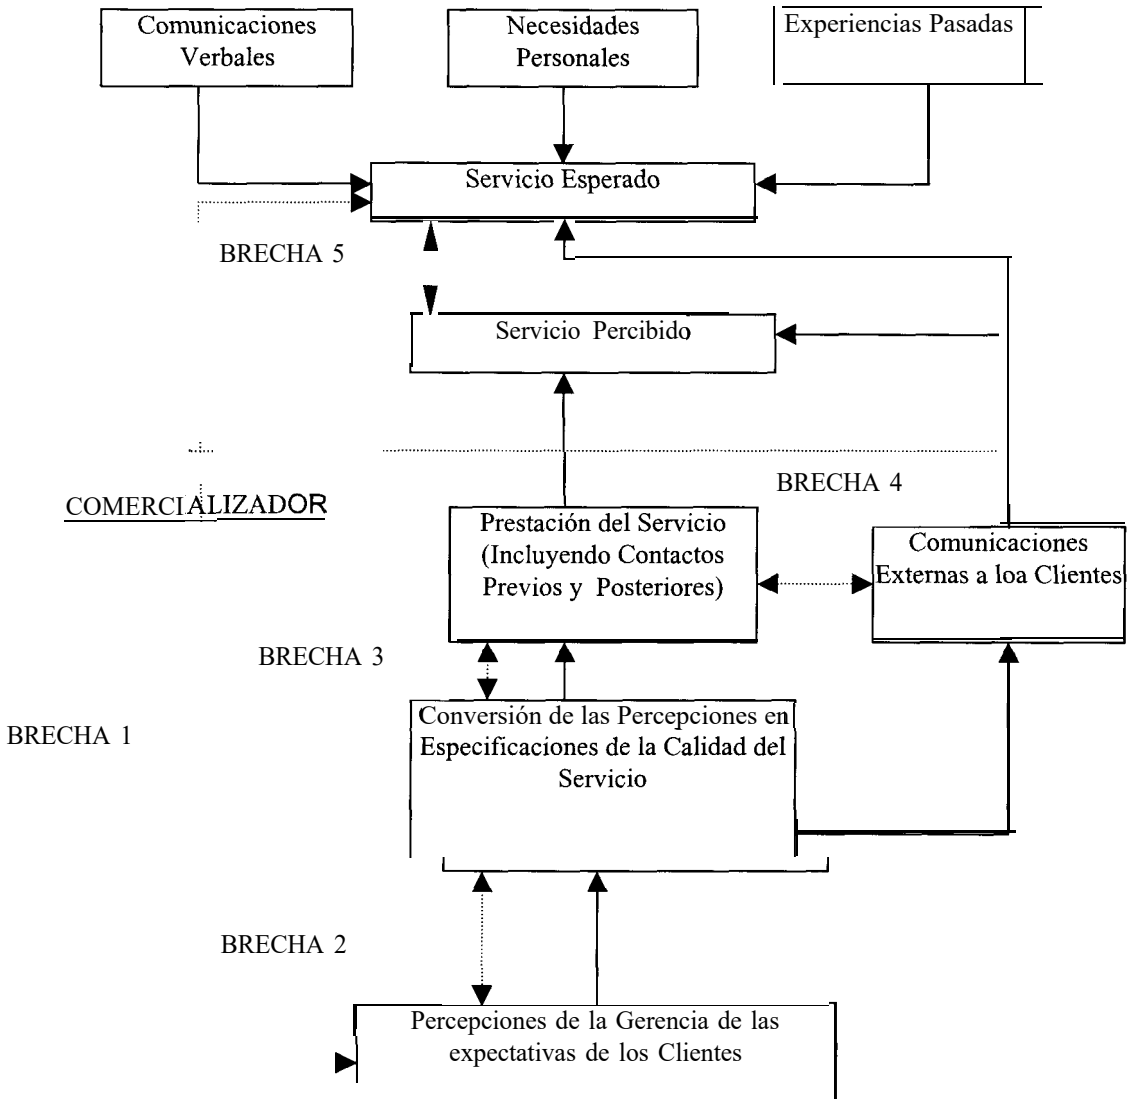 Comunicaciones
Verbales
Necesidades
Personales
Experiencias Pasadas
Servicio Esperado
BRECHA 5
Servicio Percibido
BRECHA 4
COMERCIALIZADOR
Prestación del Servicio
(Incluyendo Contactos
Previos y Posteriores)
Comunicaciones
Externas a loa Clientes
BRECHA 3
BRECHA 1
Conversión de las Percepciones en
Especificaciones de la Calidad del
Servicio
BRECHA 2
Percepciones de la Gerencia de las
expectativas de los Clientes